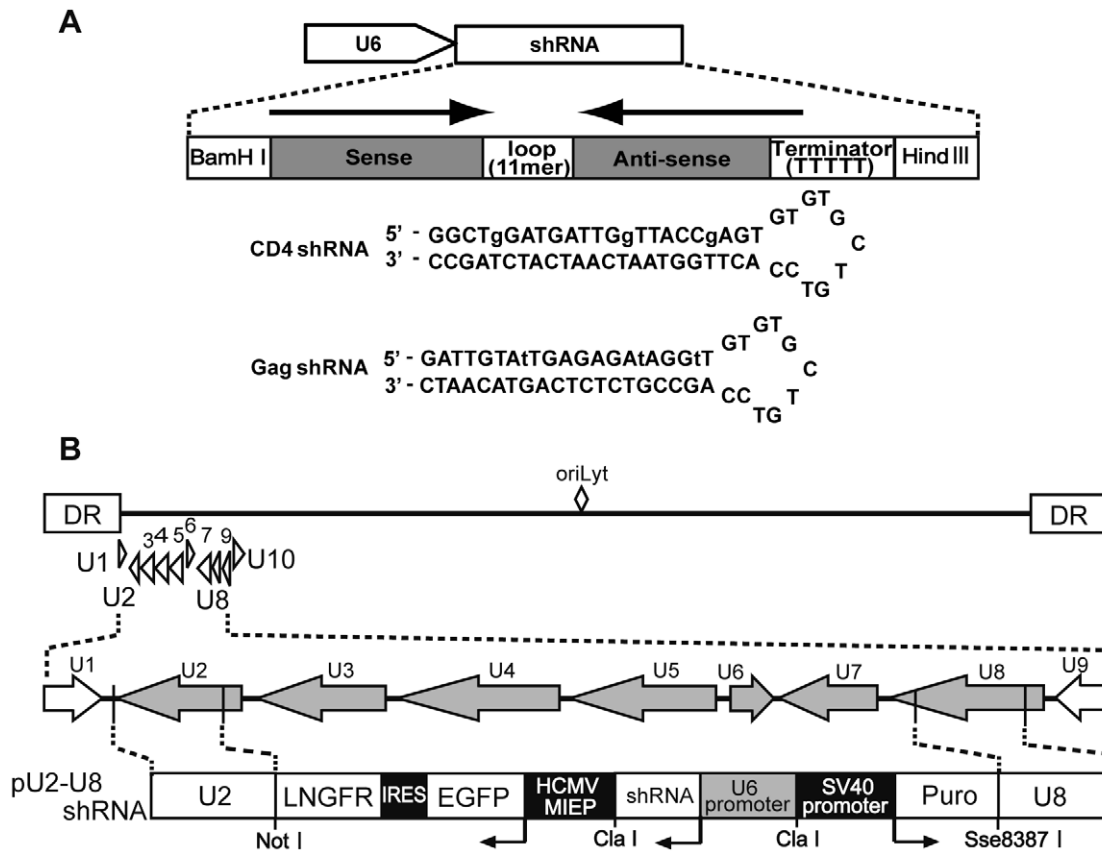 A
U6 shRNA
BamH I Sense loop (11mer) Anti-sense Terminator (TTTTT) Hind III
CD4 shRNA
5' - GGCTgGATGATTGgTTACCgAGT
3' - CCGATCTACTAACTAATGGTTCA
GT GT G C T GT CC
Gag shRNA
5' - GATTGTAtTGAGAGAtAGGtT
3' - CTAACATGACTCTCTGCCGA
GT GT G C T GT CC
B
oriLyt
DR DR
U1 3 4 5 6 7 9 U10
U2 U8
U1 U2 U3 U4 U5 U6 U7 U8 U9
pU2-U8 shRNA
U2 LNGFR IRES EGFP HCMV MIEP shRNA U6 promoter SV40 promoter Puro U8
Not I Cla I Cla I Sse8387 I